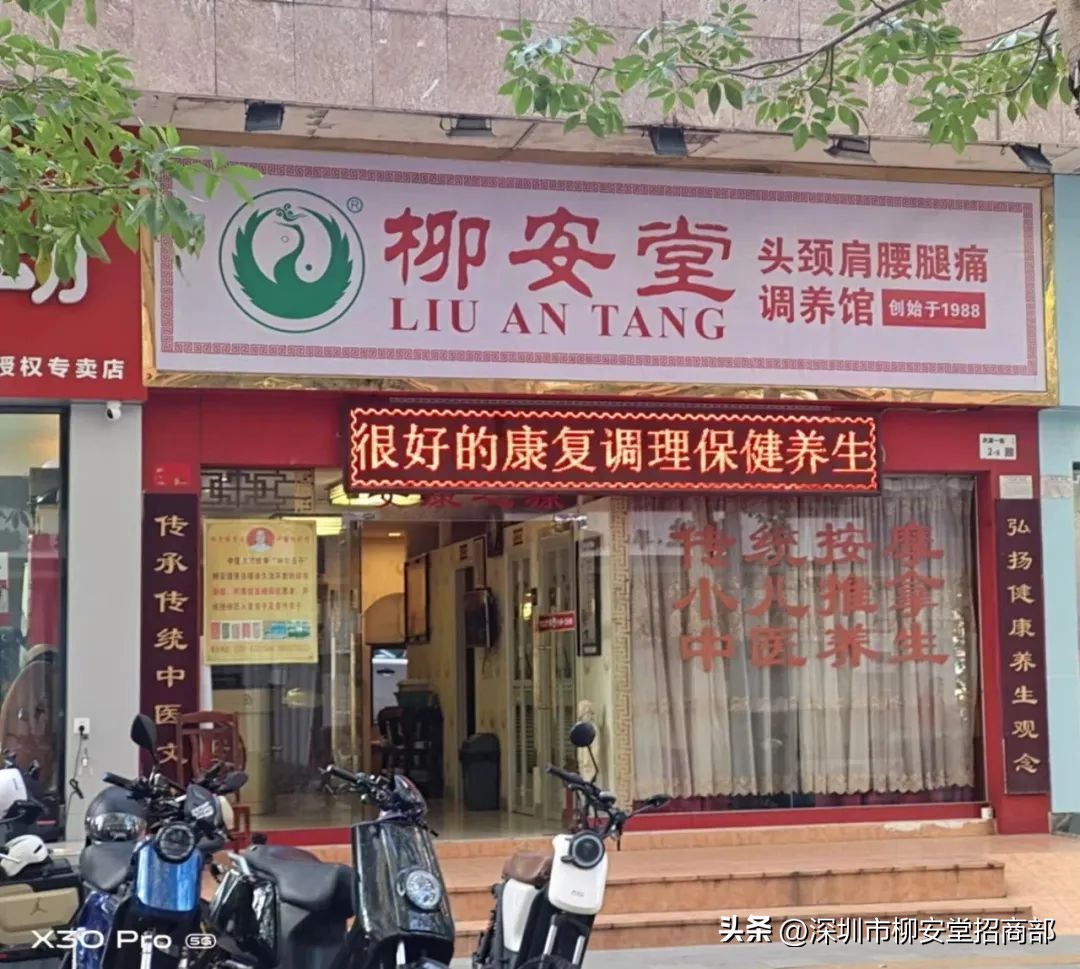 柳安堂
LIU AN TANG
®
头颈肩腰腿痛
调养馆 创始于1988
授权专卖店
很好的康复调理保健养生
2-8
传承传统中医文
传统按摩
小儿推拿
中医养生
弘扬健康养生观念
X30 Pro 5G
头条 @深圳市柳安堂招商部